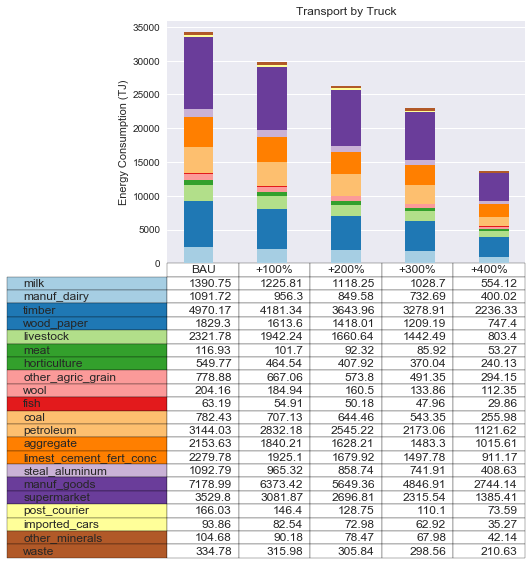 Transport by Truck
35000
30000
25000
20000
15000
10000
5000
0
Energy Consumption (TJ)
BAU +100% +200% +300% +400%
milk 1390.75 1225.81 1118.25 1028.7 554.12
manuf_dairy 1091.72 956.3 849.58 732.69 400.02
timber 4970.17 4181.34 3643.96 3278.91 2236.33
wood_paper 1829.3 1613.6 1418.01 1209.19 747.4
livestock 2321.78 1942.24 1660.64 1442.49 803.4
meat 116.93 101.7 92.32 85.92 53.27
horticulture 549.77 464.54 407.92 370.04 240.13
other_agric_grain 778.88 667.06 573.8 491.35 294.15
wool 204.16 184.94 160.5 133.86 112.35
fish 63.19 54.91 50.18 47.96 29.86
coal 782.43 707.13 644.46 543.35 255.98
petroleum 3144.03 2832.18 2545.22 2173.06 1121.62
aggregate 2153.63 1840.21 1628.21 1483.3 1015.61
limest_cement_fert_conc 2279.78 1925.1 1679.92 1497.78 911.17
steal_aluminum 1092.79 965.32 858.74 741.91 408.63
manuf_goods 7178.99 6373.42 5649.36 4846.91 2744.14
supermarket 3529.8 3081.87 2696.81 2315.54 1385.41
post_courier 166.03 146.4 128.75 110.1 73.59
imported_cars 93.86 82.54 72.98 62.92 35.27
other_minerals 104.68 90.18 78.47 67.98 42.14
waste 334.78 315.98 305.84 298.56 210.63